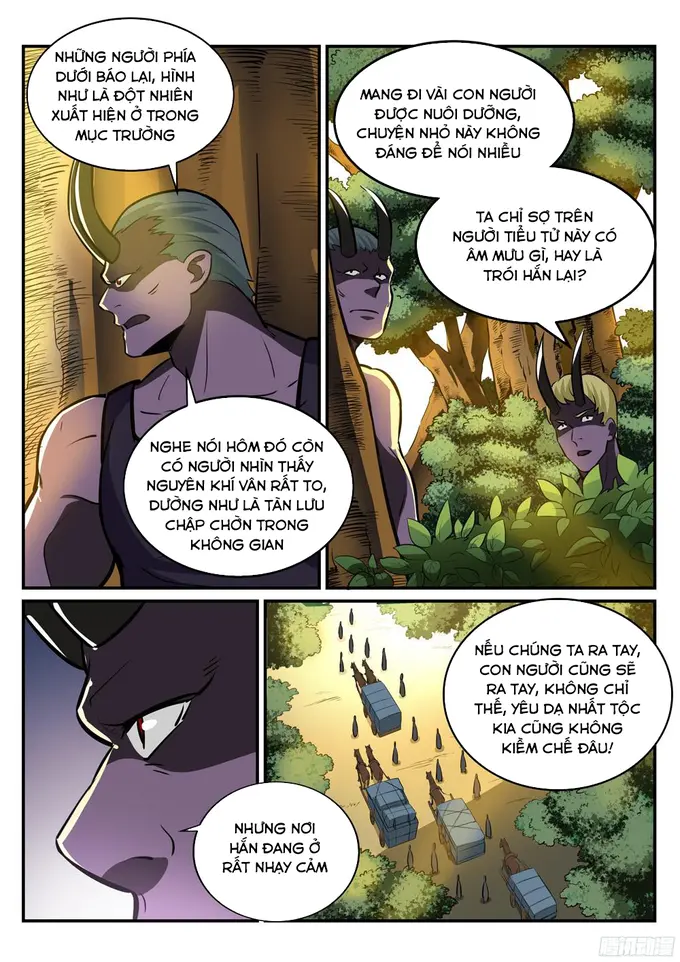 NHỮNG NGƯỜI PHÍA
DƯỚI BÁO LẠI, HÌNH
NHƯ LÀ ĐỘT NHIÊN
XUẤT HIỆN Ở TRONG
MỤC TRƯỜNG
NGHE NÓI HÔM ĐÓ CÒN
CÓ NGƯỜI NHÌN THẤY
NGUYÊN KHÍ VÂN RẤT TO,
DƯỜNG NHƯ LÀ TÀN LƯU
CHẬP CHỜN TRONG
KHÔNG GIAN
MANG ĐI VÀI CON NGƯỜI
ĐƯỢC NUÔI DƯỠNG,
CHUYỆN NHỎ NÀY KHÔNG
ĐÁNG ĐỂ NÓI NHIỀU
TA CHỈ SỢ TRÊN
NGƯỜI TIỂU TỬ NÀY CÓ
ÂM MƯU GÌ, HAY LÀ
TRÓI HẮN LẠI?
NHƯNG NƠI
HẮN ĐANG Ở
RẤT NHẠY CẢM
NẾU CHÚNG TA RA TAY,
CON NGƯỜI CŨNG SẼ
RA TAY, KHÔNG CHỈ
THẾ, YÊU DẠ NHẤT TỘC
KIA CŨNG KHÔNG
KIỀM CHẾ ĐÂU!
腾讯动漫